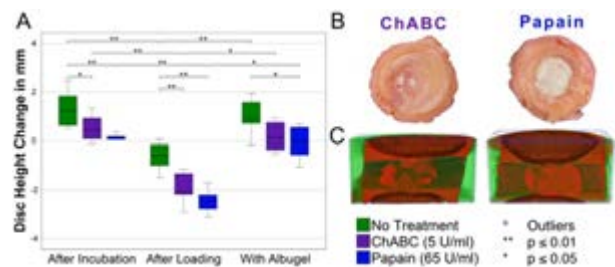 A
B
ChABC
Papain
C
Disc Height Change in mm
4
2
0
-2
-4
**
**
**
*
**
**
*
*
**
*
**
After Incubation
After Loading
With Albugel
No Treatment
ChABC (5 U/ml)
Papain (65 U/ml)
° Outliers
** p ≤ 0.01
* p ≤ 0.05